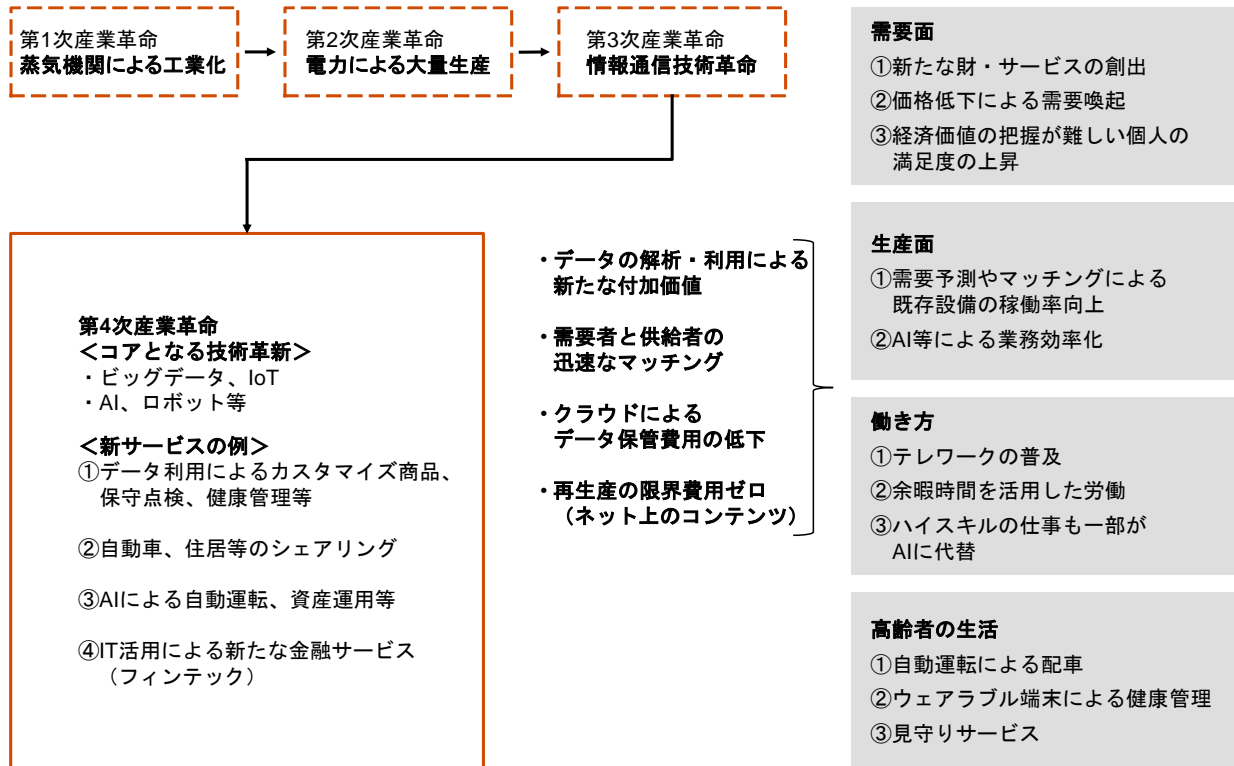 第1次産業革命
蒸気機関による工業化
第2次産業革命
電力による大量生産
第3次産業革命
情報通信技術革命
第4次産業革命
＜コアとなる技術革新＞
・ビッグデータ、IoT
・AI、ロボット等
＜新サービスの例＞
①データ利用によるカスタマイズ商品、
保守点検、健康管理等
②自動車、住居等のシェアリング
③AIによる自動運転、資産運用等
④IT活用による新たな金融サービス
（フィンテック）
・データの解析・利用による
新たな付加価値
・需要者と供給者の
迅速なマッチング
・クラウドによる
データ保管費用の低下
・再生産の限界費用ゼロ
（ネット上のコンテンツ）
需要面
①新たな財・サービスの創出
②価格低下による需要喚起
③経済価値の把握が難しい個人の
満足度の上昇
生産面
①需要予測やマッチングによる
既存設備の稼働率向上
②AI等による業務効率化
働き方
①テレワークの普及
②余暇時間を活用した労働
③ハイスキルの仕事も一部が
AIに代替
高齢者の生活
①自動運転による配車
②ウェアラブル端末による健康管理
③見守りサービス